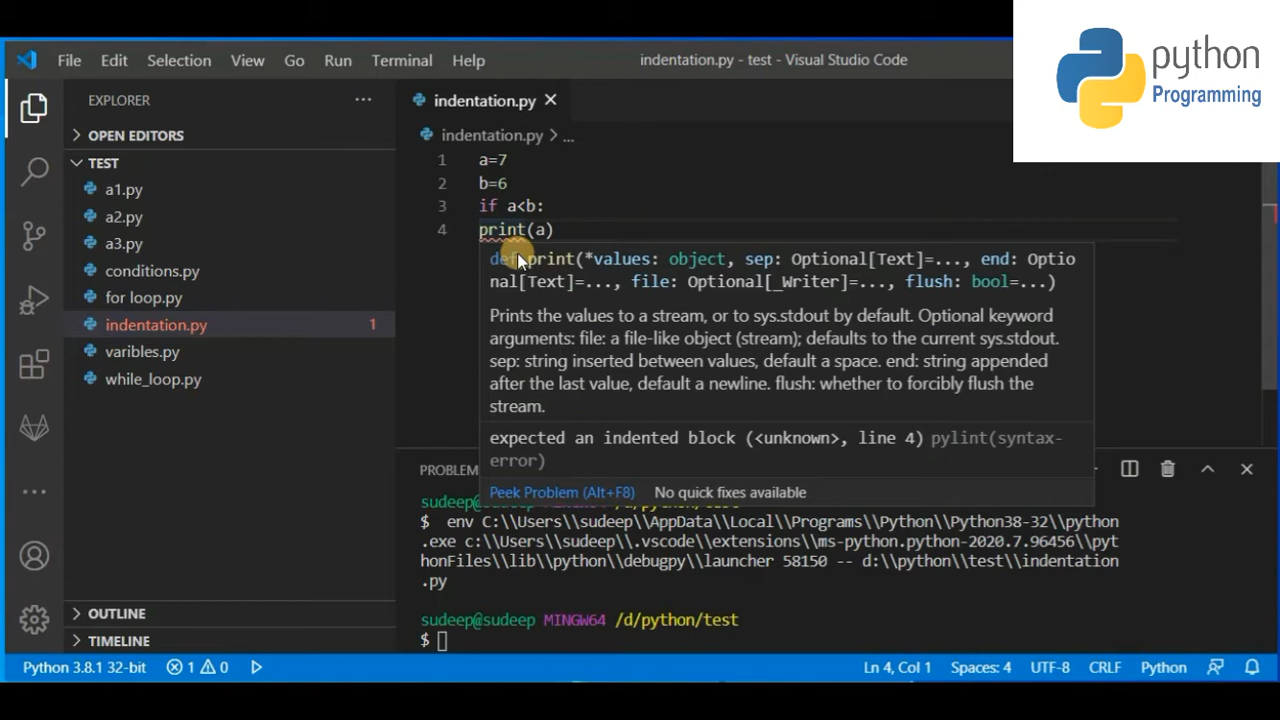 python
Programming
File Edit Selection View Go Run Terminal Help
indentation.py - test - Visual Studio Code
EXPLORER
OPEN EDITORS
TEST
a1.py
a2.py
a3.py
conditions.py
for loop.py
indentation.py 1
varibles.py
while_loop.py
OUTLINE
TIMELINE
indentation.py
indentation.py > ...
1 a=7
2 b=6
3 if a<b:
4 print(a)
def print(*values: object, sep: Optional[Text]=..., end: Optio
nal[Text]=..., file: Optional[_Writer]=..., flush: bool=...)
Prints the values to a stream, or to sys.stdout by default. Optional keyword
arguments: file: a file-like object (stream); defaults to the current sys.stdout.
sep: string inserted between values, default a space. end: string appended
after the last value, default a newline. flush: whether to forcibly flush the
stream.
expected an indented block (<unknown>, line 4) pylint(syntax-
error)
Peek Problem (Alt+F8) No quick fixes available
PROBLEM
$ env C:\\Users\\sudeep\\AppData\\Local\\Programs\\Python\\Python38-32\\python
.exe c:\\Users\\sudeep\\.vscode\\extensions\\ms-python.python-2020.7.96456\\pyt
honFiles\\lib\\python\\debugpy\\launcher 58150 -- d:\\python\\test\\indentation
.py
sudeep@sudeep MINGW64 /d/python/test
$
Python 3.8.1 32-bit 1 0 Ln 4, Col 1 Spaces: 4 UTF-8 CRLF Python